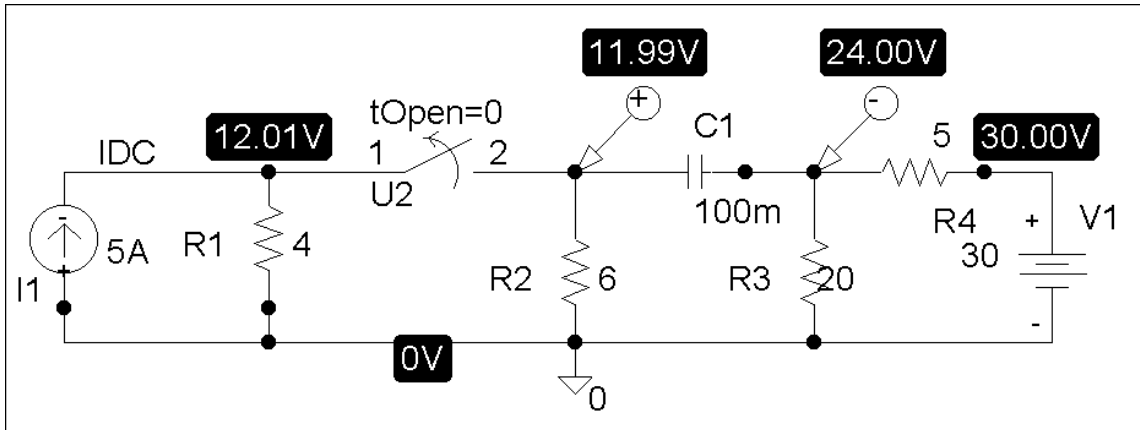 11.99V
24.00V
+
-
tOpen=0
C1
5
12.01V
30.00V
IDC
1
2
U2
100m
-
5A
+
I1
R1
4
R2
6
R3
20
R4
30
+
V1
-
0V
0